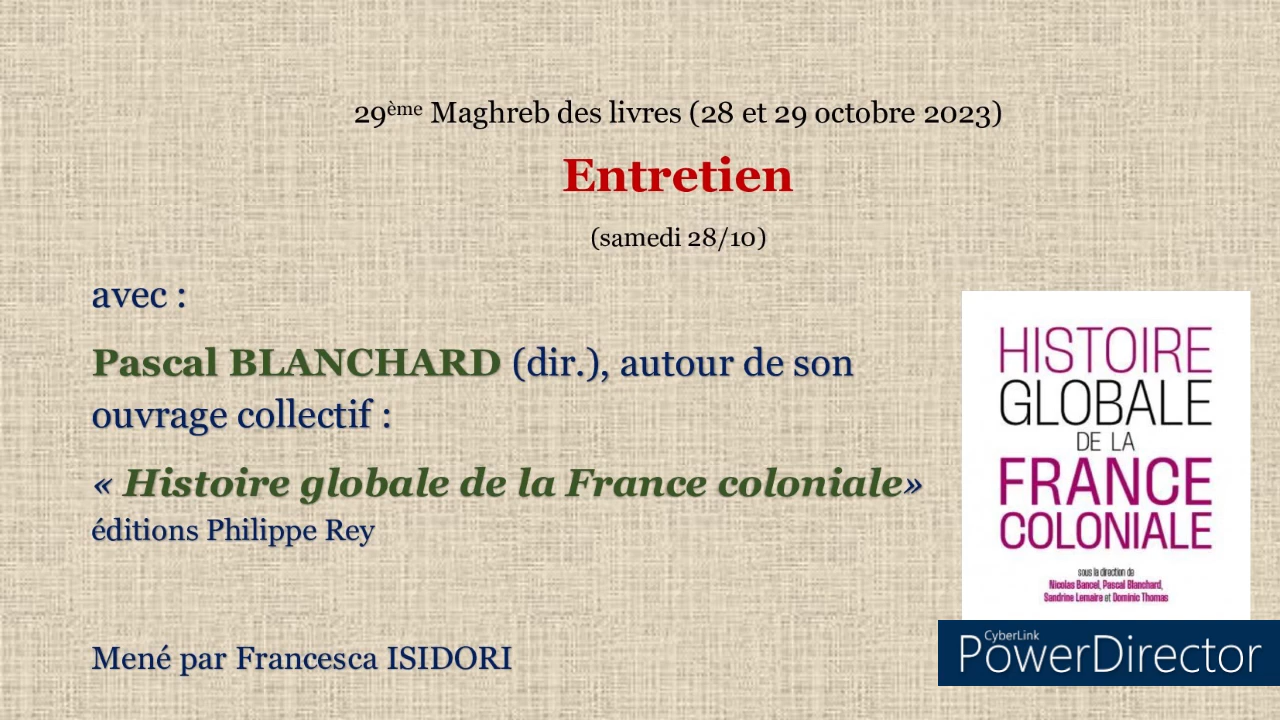 29ème Maghreb des livres (28 et 29 octobre 2023)
Entretien
(samedi 28/10)
avec :
Pascal BLANCHARD (dir.), autour de son
ouvrage collectif :
« Histoire globale de la France coloniale»
éditions Philippe Rey
Mené par Francesca ISIDORI
HISTOIRE
GLOBALE
DE LA
FRANCE
COLONIALE
sous la direction de
Nicolas Bancel, Pascal Blanchard,
Sandrine Lemaire et Dominic Thomas
CyberLink
PowerDirector